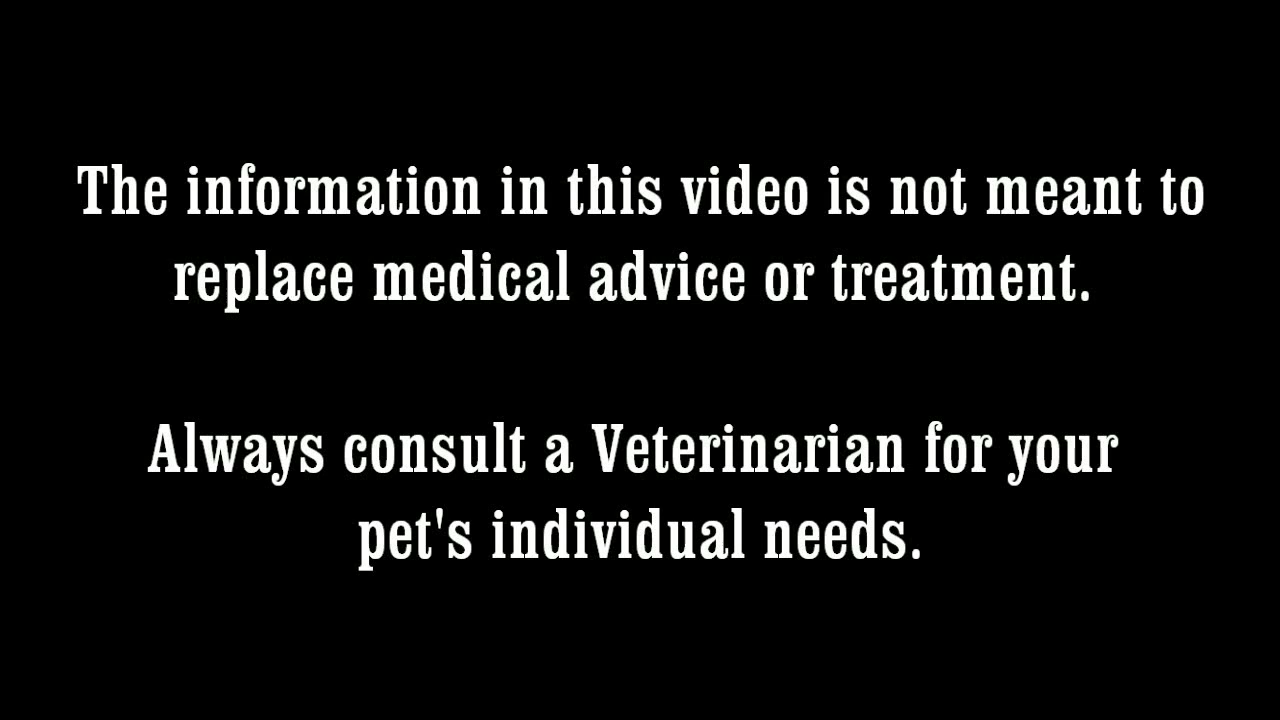 The information in this video is not meant to
replace medical advice or treatment.
Always consult a Veterinarian for your
pet's individual needs.